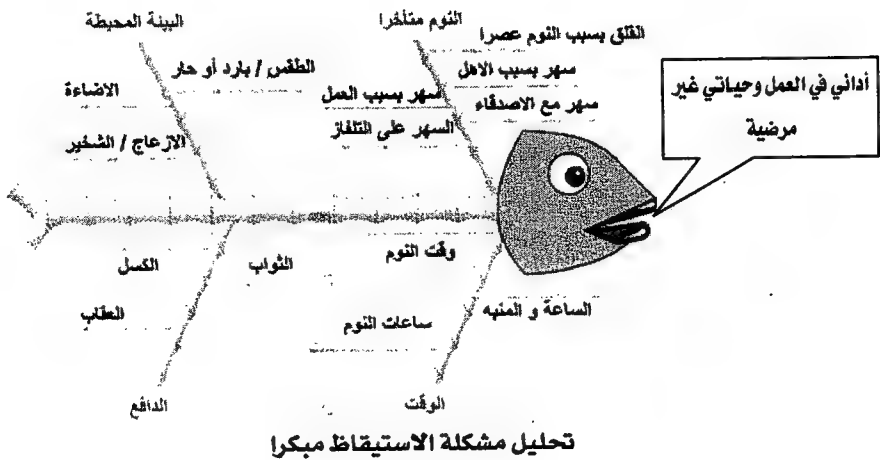 البيئة المحيطة
النوم متأخرا
القلق بسبب النوم عصرا
الطقس / بارد أو حار
سهر بسبب الاهل
الاضاءة
سهر بسبب العمل
سهر مع الاصدقاء
السهر على التلفاز
الازعاج / الشخير
أدائي في العمل وحياتي غير
مرضية
وقت النوم
الثواب
الكسل
الساعة و المنبه
ساعات النوم
العقاب
الوقت
الدافع
تحليل مشكلة الاستيقاظ مبكرا